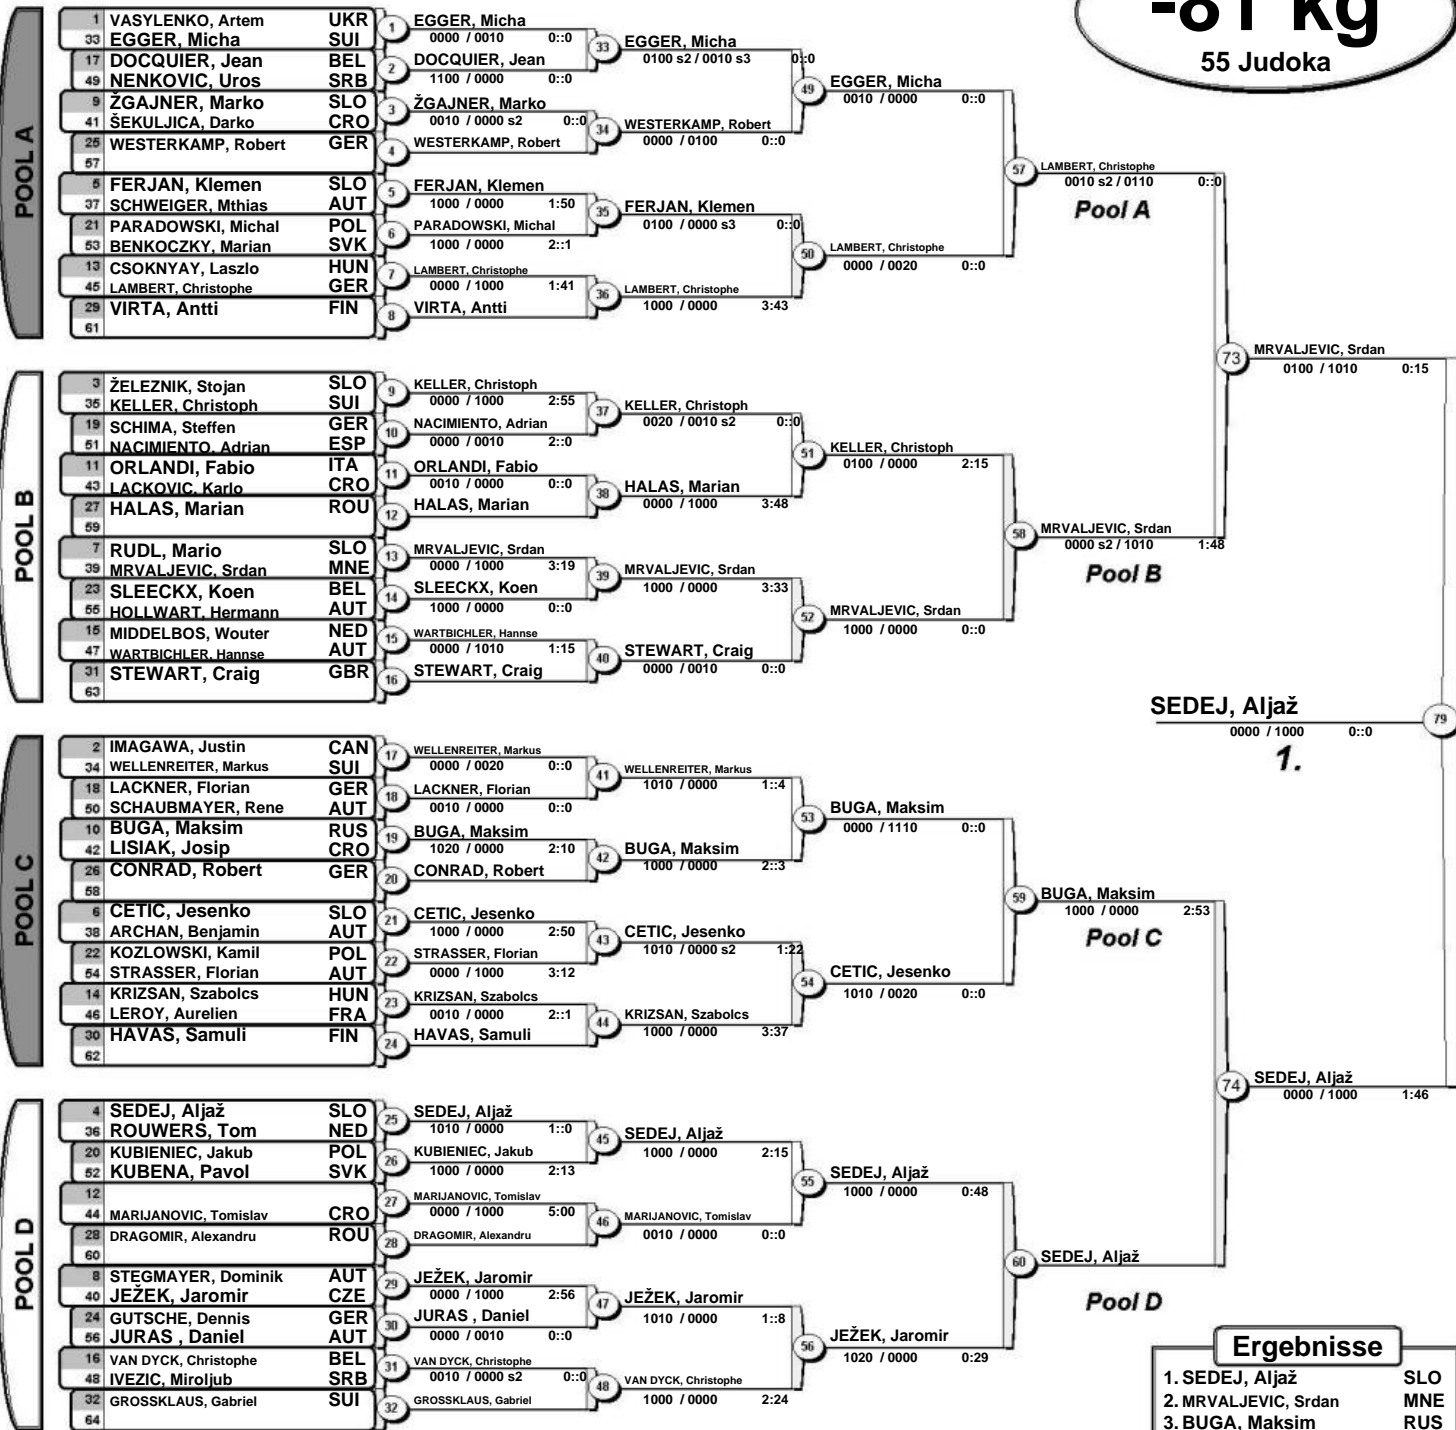 -81 kg
55 Judoka
POOL A
1 VASYLENKO, Artem UKR
33 EGGER, Micha SUI
17 DOCQUIER, Jean BEL
49 NENKOVIC, Uros SRB
9 ŽGAJNER, Marko SLO
41 ŠEKULJICA, Darko CRO
25 WESTERKAMP, Robert GER
57
5 FERJAN, Klemen SLO
37 SCHWEIGER, Mthias AUT
21 PARADOWSKI, Michal POL
53 BENKOCZKY, Marian SVK
13 CSOKNYAY, Laszlo HUN
45 LAMBERT, Christophe GER
29 VIRTA, Antti FIN
61
1 EGGER, Micha
0000 / 0010 0::0
2 DOCQUIER, Jean
1100 / 0000 0::0
3 ŽGAJNER, Marko
0010 / 0000 s2 0::0
4 WESTERKAMP, Robert
5 FERJAN, Klemen
1000 / 0000 1:50
6 PARADOWSKI, Michal
1000 / 0000 2::1
7 LAMBERT, Christophe
0000 / 1000 1:41
8 VIRTA, Antti
33 EGGER, Micha
0100 s2 / 0010 s3 0::0
34 WESTERKAMP, Robert
0000 / 0100 0::0
35 FERJAN, Klemen
0100 / 0000 s3 0::0
36 LAMBERT, Christophe
1000 / 0000 3:43
49 EGGER, Micha
0010 / 0000 0::0
50 LAMBERT, Christophe
0000 / 0020 0::0
57 LAMBERT, Christophe
0010 s2 / 0110 0::0
Pool A
POOL B
3 ŽELEZNIK, Stojan SLO
35 KELLER, Christoph SUI
19 SCHIMA, Steffen GER
51 NACIMIENTO, Adrian ESP
11 ORLANDI, Fabio ITA
43 LACKOVIC, Karlo CRO
27 HALAS, Marian ROU
59
7 RUDL, Mario SLO
39 MRVALJEVIC, Srdan MNE
23 SLEECKX, Koen BEL
55 HOLLWART, Hermann AUT
15 MIDDELBOS, Wouter NED
47 WARTBICHLER, Hannse AUT
31 STEWART, Craig GBR
63
9 KELLER, Christoph
0000 / 1000 2:55
10 NACIMIENTO, Adrian
0000 / 0010 2::0
11 ORLANDI, Fabio
0010 / 0000 0::0
12 HALAS, Marian
13 MRVALJEVIC, Srdan
0000 / 1000 3:19
14 SLEECKX, Koen
1000 / 0000 0::0
15 WARTBICHLER, Hannse
0000 / 1010 1:15
16 STEWART, Craig
37 KELLER, Christoph
0020 / 0010 s2 0::0
38 HALAS, Marian
0000 / 1000 3:48
39 MRVALJEVIC, Srdan
1000 / 0000 3:33
40 STEWART, Craig
0000 / 0010 0::0
51 KELLER, Christoph
0100 / 0000 2:15
52 MRVALJEVIC, Srdan
1000 / 0000 0::0
58 MRVALJEVIC, Srdan
0000 s2 / 1010 1:48
Pool B
73 MRVALJEVIC, Srdan
0100 / 1010 0:15
SEDEJ, Aljaž 79
0000 / 1000 0::0
1.
POOL C
2 IMAGAWA, Justin CAN
34 WELLENREITER, Markus SUI
18 LACKNER, Florian GER
50 SCHAUBMAYER, Rene AUT
10 BUGA, Maksim RUS
42 LISIAK, Josip CRO
26 CONRAD, Robert GER
58
6 CETIC, Jesenko SLO
38 ARCHAN, Benjamin AUT
22 KOZLOWSKI, Kamil POL
54 STRASSER, Florian AUT
14 KRIZSAN, Szabolcs HUN
46 LEROY, Aurelien FRA
30 HAVAS, Samuli FIN
62
17 WELLENREITER, Markus
0000 / 0020 0::0
18 LACKNER, Florian
0010 / 0000 0::0
19 BUGA, Maksim
1020 / 0000 2:10
20 CONRAD, Robert
21 CETIC, Jesenko
1000 / 0000 2:50
22 STRASSER, Florian
0000 / 1000 3:12
23 KRIZSAN, Szabolcs
0010 / 0000 2::1
24 HAVAS, Samuli
41 WELLENREITER, Markus
1010 / 0000 1::4
42 BUGA, Maksim
1000 / 0000 2::3
43 CETIC, Jesenko
1010 / 0000 s2 1:22
44 KRIZSAN, Szabolcs
1000 / 0000 3:37
53 BUGA, Maksim
0000 / 1110 0::0
54 CETIC, Jesenko
1010 / 0020 0::0
59 BUGA, Maksim
1000 / 0000 2:53
Pool C
74 SEDEJ, Aljaž
0000 / 1000 1:46
POOL D
4 SEDEJ, Aljaž SLO
36 ROUWERS, Tom NED
20 KUBIENIEC, Jakub POL
52 KUBENA, Pavol SVK
12
44 MARIJANOVIC, Tomislav CRO
28 DRAGOMIR, Alexandru ROU
60
8 STEGMAYER, Dominik AUT
40 JEŽEK, Jaromir CZE
24 GUTSCHE, Dennis GER
56 JURAS , Daniel AUT
16 VAN DYCK, Christophe BEL
48 IVEZIC, Miroljub SRB
32 GROSSKLAUS, Gabriel SUI
64
25 SEDEJ, Aljaž
1010 / 0000 1::0
26 KUBIENIEC, Jakub
1000 / 0000 2:13
27 MARIJANOVIC, Tomislav
0000 / 1000 5:00
28 DRAGOMIR, Alexandru
29 JEŽEK, Jaromir
0000 / 1000 2:56
30 JURAS , Daniel
0000 / 0010 0::0
31 VAN DYCK, Christophe
0010 / 0000 s2 0::0
32 GROSSKLAUS, Gabriel
45 SEDEJ, Aljaž
1000 / 0000 2:15
46 MARIJANOVIC, Tomislav
0010 / 0000 0::0
47 JEŽEK, Jaromir
1010 / 0000 1::8
48 VAN DYCK, Christophe
1000 / 0000 2:24
55 SEDEJ, Aljaž
1000 / 0000 0:48
56 JEŽEK, Jaromir
1020 / 0000 0:29
60 SEDEJ, Aljaž
Pool D
Ergebnisse
1. SEDEJ, Aljaž SLO
2. MRVALJEVIC, Srdan MNE
3. BUGA, Maksim RUS